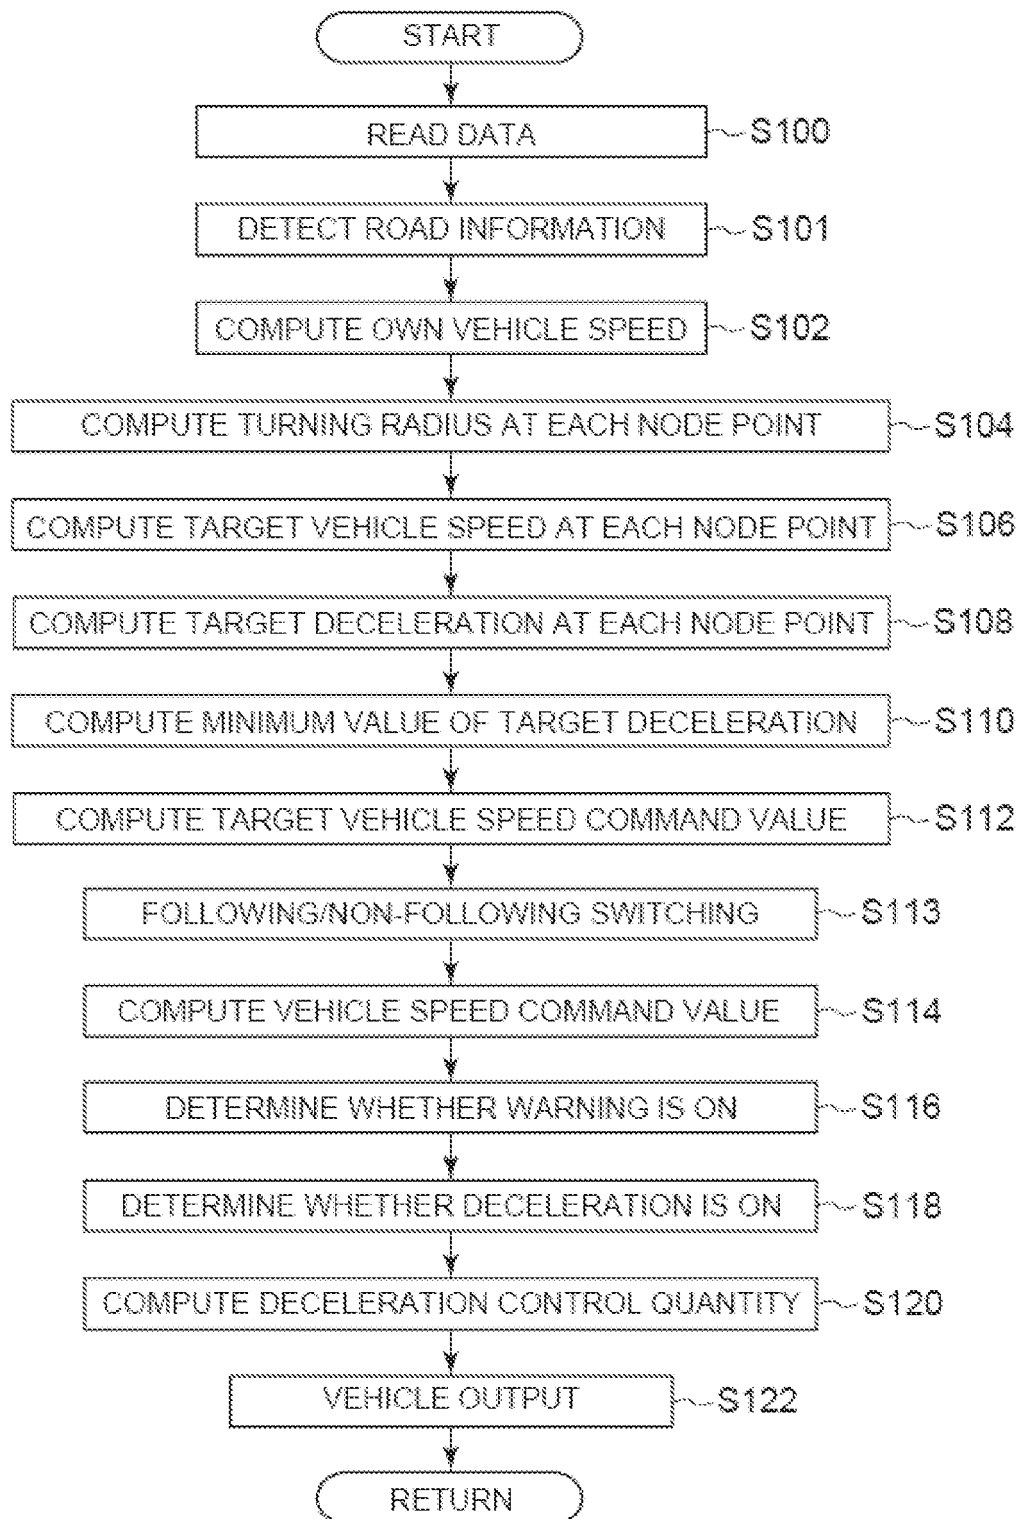 START
READ DATA S100
DETECT ROAD INFORMATION S101
COMPUTE OWN VEHICLE SPEED S102
COMPUTE TURNING RADIUS AT EACH NODE POINT S104
COMPUTE TARGET VEHICLE SPEED AT EACH NODE POINT S106
COMPUTE TARGET DECELERATION AT EACH NODE POINT S108
COMPUTE MINIMUM VALUE OF TARGET DECELERATION S110
COMPUTE TARGET VEHICLE SPEED COMMAND VALUE S112
FOLLOWING/NON-FOLLOWING SWITCHING S113
COMPUTE VEHICLE SPEED COMMAND VALUE S114
DETERMINE WHETHER WARNING IS ON S116
DETERMINE WHETHER DECELERATION IS ON S118
COMPUTE DECELERATION CONTROL QUANTITY S120
VEHICLE OUTPUT S122
RETURN